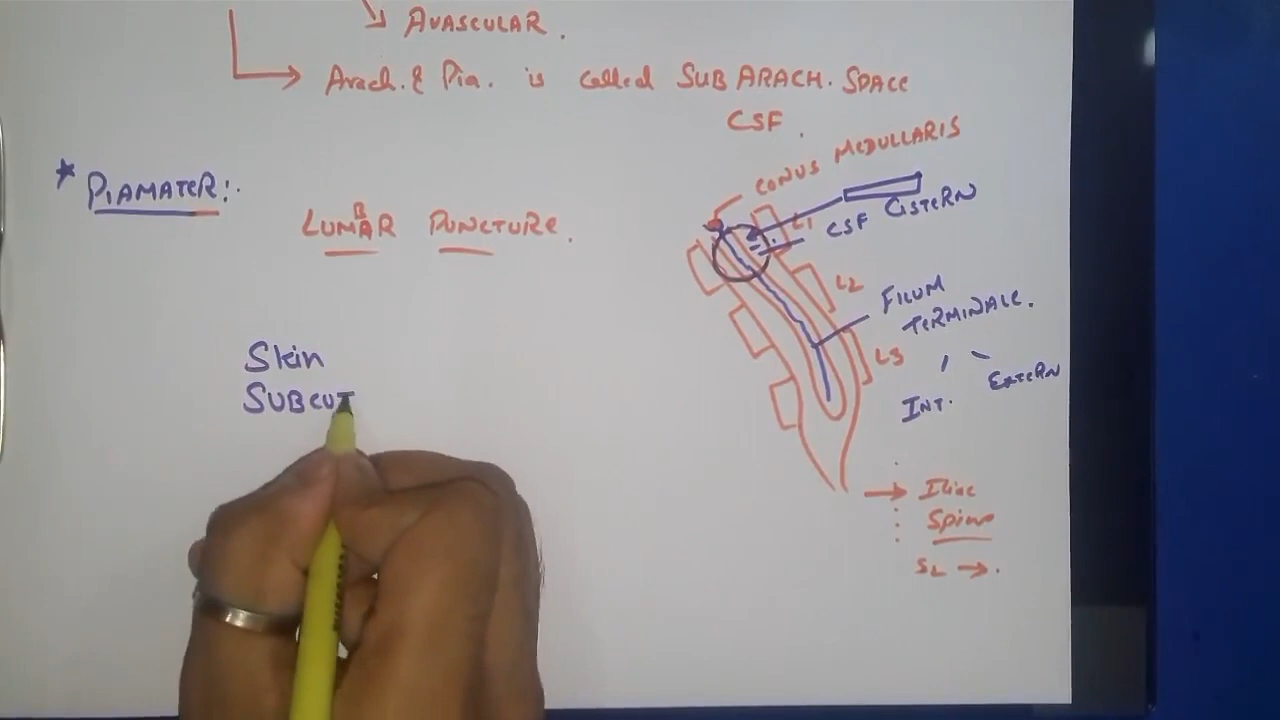 AVASCULAR.
Arach. & Pia. is called SUB ARACH. SPACE
CSF.
CONUS MEDULLARIS
* PIAMATER:.
LUMBAR PUNCTURE.
L1
CSF CISTERN
L2
FILUM
TERMINALE.
L3
INT.
EXTERN
Skin
SUBCUT
Iliac
Spine
S2 →.